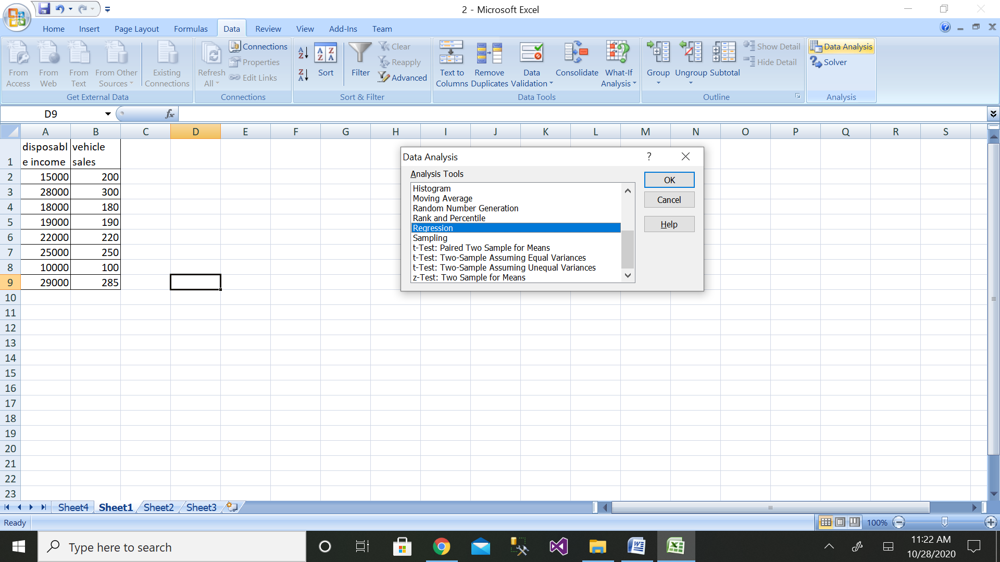 2 - Microsoft Excel
Home Insert Page Layout Formulas Data Review View Add-Ins Team
From Access
From Web
From Text
From Other Sources
Existing Connections
Get External Data
Refresh All
Connections
Properties
Edit Links
Connections
Sort
Filter
Clear
Reapply
Advanced
Sort & Filter
Text to Columns
Remove Duplicates
Data Validation
Consolidate
What-If Analysis
Data Tools
Group
Ungroup
Subtotal
Show Detail
Hide Detail
Outline
Data Analysis
Solver
Analysis
D9
fx
A B C D E F G H I J K L M N O P Q R S
disposabl vehicle
1 e income sales
2 15000 200
3 28000 300
4 18000 180
5 19000 190
6 22000 220
7 25000 250
8 10000 100
9 29000 285
10
11
12
13
14
15
16
17
18
19
20
21
22
23
Data Analysis ?
Analysis Tools
Histogram
Moving Average
Random Number Generation
Rank and Percentile
Regression
Sampling
t-Test: Paired Two Sample for Means
t-Test: Two-Sample Assuming Equal Variances
t-Test: Two-Sample Assuming Unequal Variances
z-Test: Two Sample for Means
OK
Cancel
Help
Sheet4 Sheet1 Sheet2 Sheet3
Ready
100%
Type here to search
11:22 AM
10/28/2020